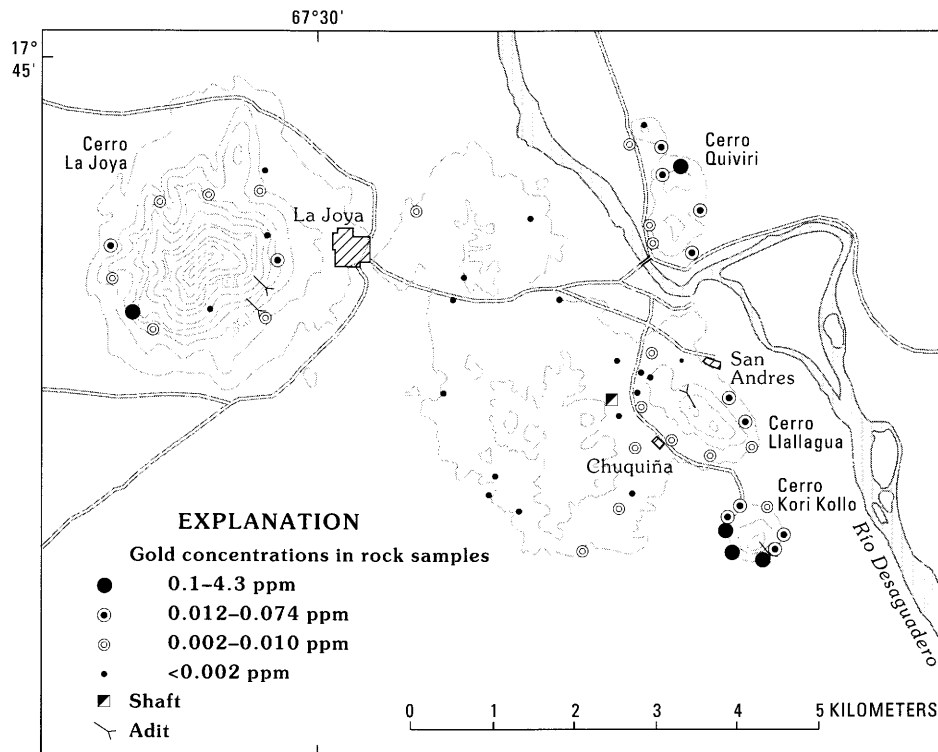 67°30'
17°
45'
Cerro
La Joya
Cerro
Quiviri
La Joya
San
Andres
Cerro
Llallagua
Chuquiña
Cerro
Kori Kollo
Río Desaguadero
EXPLANATION
Gold concentrations in rock samples
0.1–4.3 ppm
0.012–0.074 ppm
0.002–0.010 ppm
<0.002 ppm
Shaft
Adit
0 1 2 3 4 5 KILOMETERS